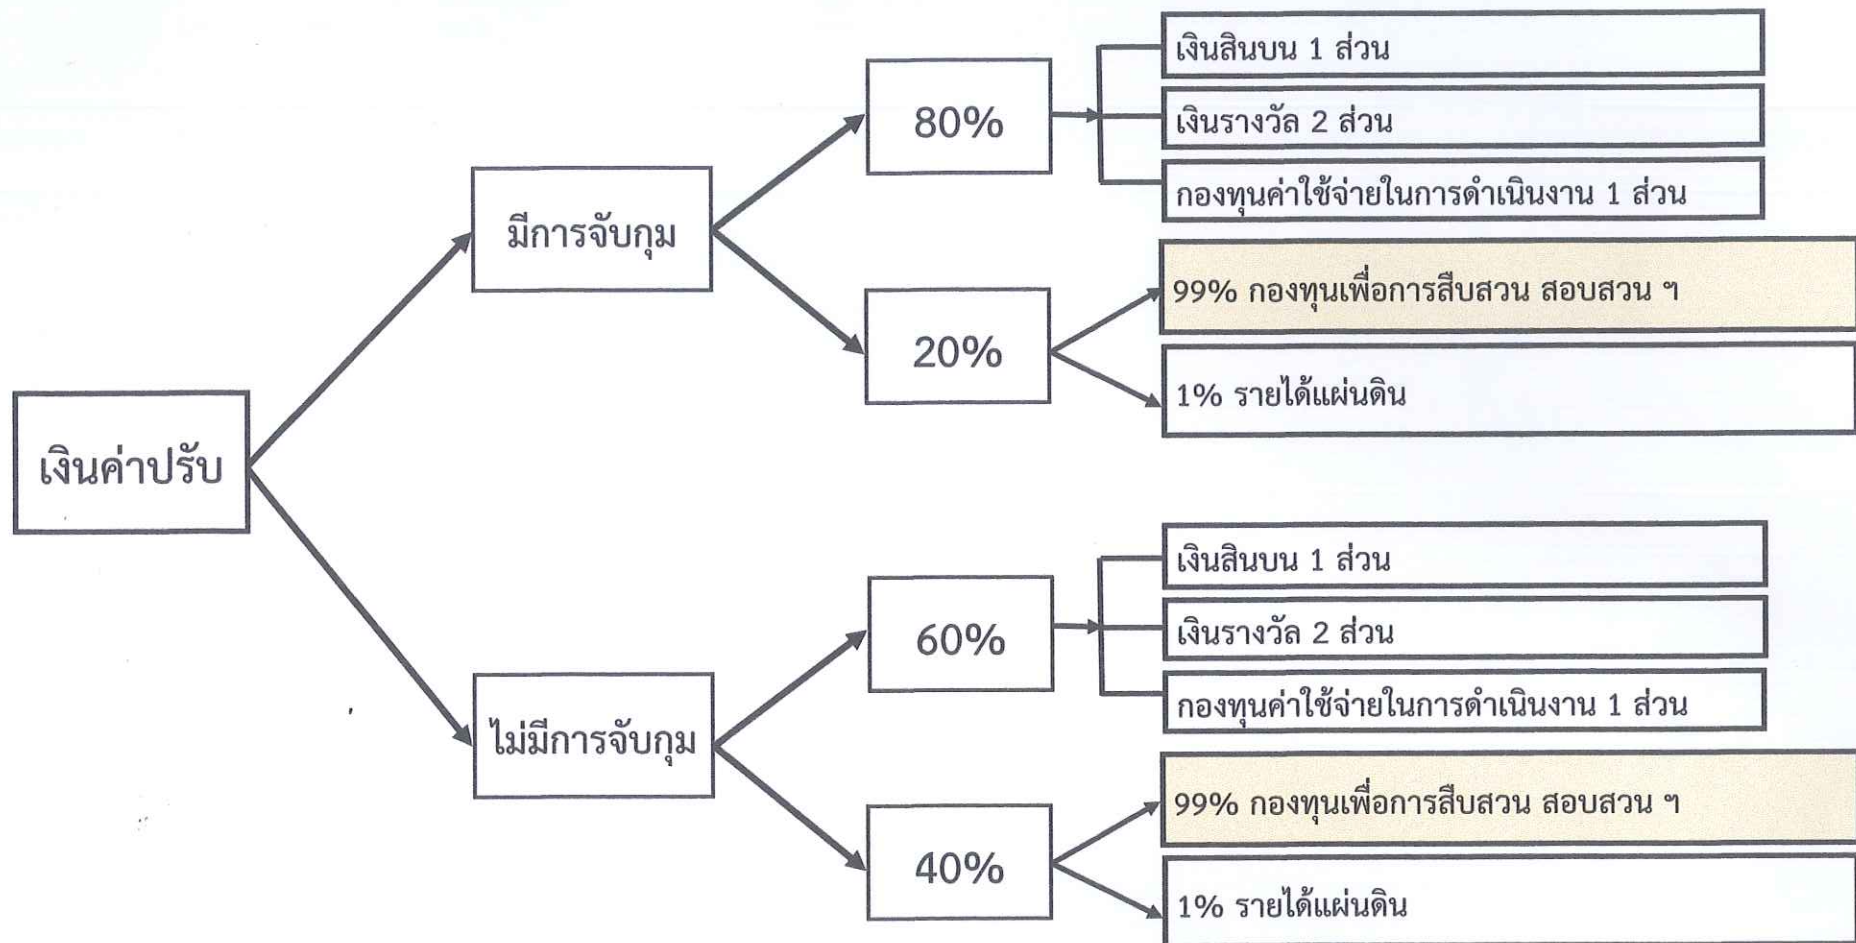 เงินค่าปรับ
มีการจับกุม
80%
เงินสินบน 1 ส่วน
เงินรางวัล 2 ส่วน
กองทุนค่าใช้จ่ายในการดำเนินงาน 1 ส่วน
20%
99% กองทุนเพื่อการสืบสวน สอบสวน ฯ
1% รายได้แผ่นดิน
ไม่มีการจับกุม
60%
เงินสินบน 1 ส่วน
เงินรางวัล 2 ส่วน
กองทุนค่าใช้จ่ายในการดำเนินงาน 1 ส่วน
40%
99% กองทุนเพื่อการสืบสวน สอบสวน ฯ
1% รายได้แผ่นดิน